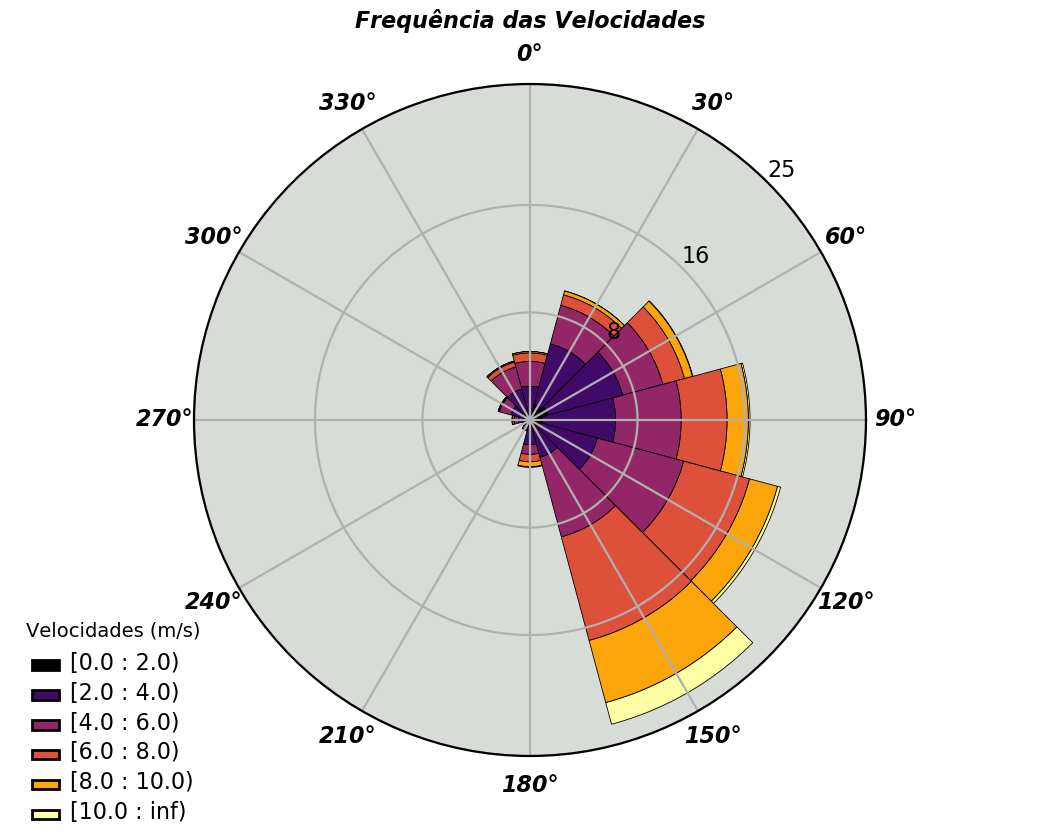 Frequência das Velocidades
0°
330°
30°
25
300°
60°
16
8
270°
90°
240°
120°
210°
150°
180°
Velocidades (m/s)
[0.0 : 2.0)
[2.0 : 4.0)
[4.0 : 6.0)
[6.0 : 8.0)
[8.0 : 10.0)
[10.0 : inf)